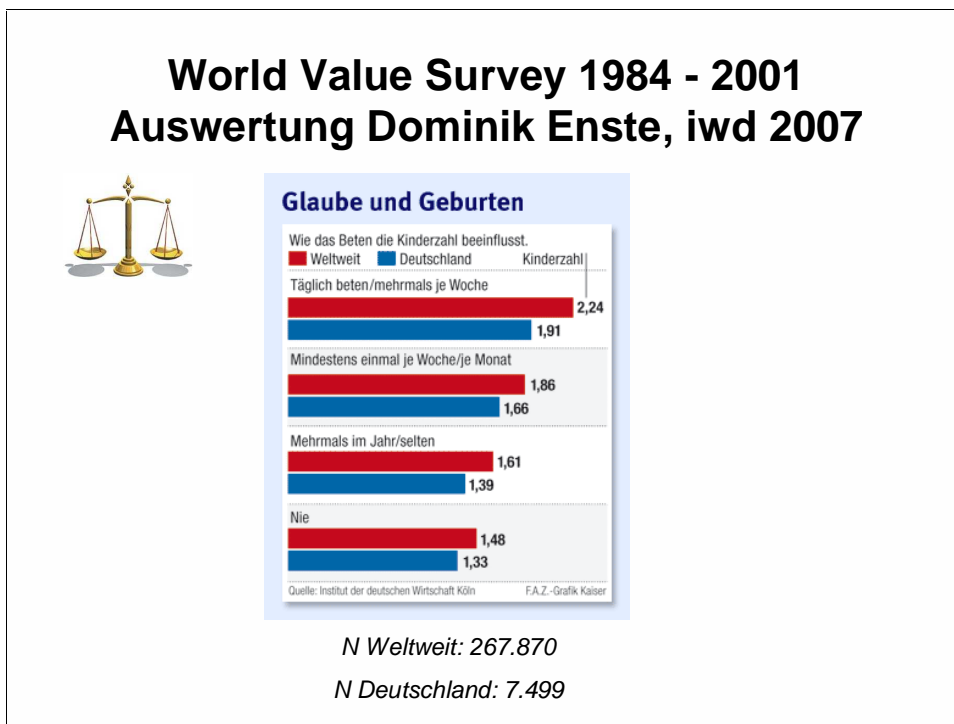 World Value Survey 1984 - 2001
Auswertung Dominik Enste, iwd 2007
Glaube und Geburten
Wie das Beten die Kinderzahl beeinflusst.
Weltweit Deutschland Kinderzahl
Täglich beten/mehrmals je Woche
2,24
1,91
Mindestens einmal je Woche/je Monat
1,86
1,66
Mehrmals im Jahr/selten
1,61
1,39
Nie
1,48
1,33
Quelle: Institut der deutschen Wirtschaft Köln F.A.Z.-Grafik Kaiser
N Weltweit: 267.870
N Deutschland: 7.499